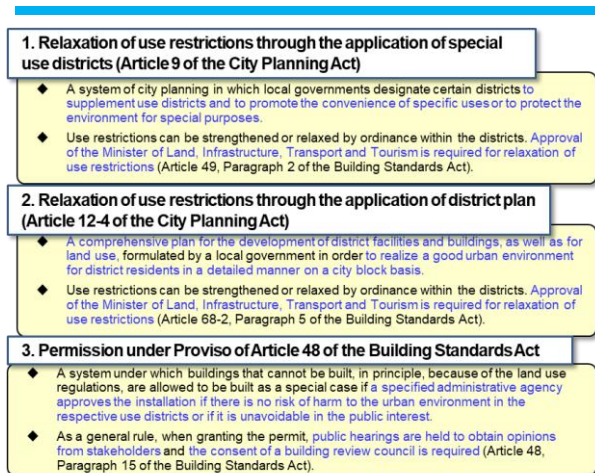 1. Relaxation of use restrictions through the application of special
use districts (Article 9 of the City Planning Act)
◆ A system of city planning in which local governments designate certain districts to
supplement use districts and to promote the convenience of specific uses or to protect the
environment for special purposes.
◆ Use restrictions can be strengthened or relaxed by ordinance within the districts. Approval
of the Minister of Land, Infrastructure, Transport and Tourism is required for relaxation of
use restrictions (Article 49, Paragraph 2 of the Building Standards Act).
2. Relaxation of use restrictions through the application of district plan
(Article 12-4 of the City Planning Act)
◆ A comprehensive plan for the development of district facilities and buildings, as well as for
land use, formulated by a local government in order to realize a good urban environment
for district residents in a detailed manner on a city block basis.
◆ Use restrictions can be strengthened or relaxed by ordinance within the districts. Approval
of the Minister of Land, Infrastructure, Transport and Tourism is required for relaxation of
use restrictions (Article 68-2, Paragraph 5 of the Building Standards Act).
3. Permission under Proviso of Article 48 of the Building Standards Act
◆ A system under which buildings that cannot be built, in principle, because of the land use
regulations, are allowed to be built as a special case if a specified administrative agency
approves the installation if there is no risk of harm to the urban environment in the
respective use districts or if it is unavoidable in the public interest.
◆ As a general rule, when granting the permit, public hearings are held to obtain opinions
from stakeholders and the consent of a building review council is required (Article 48,
Paragraph 15 of the Building Standards Act).